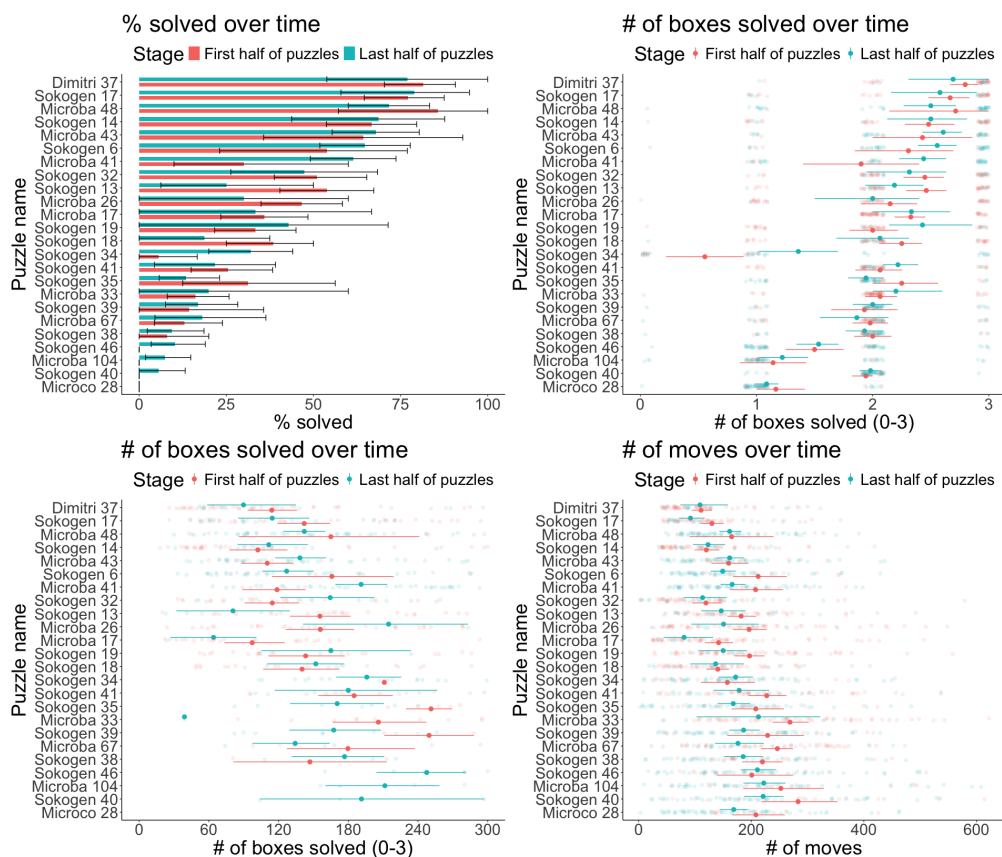 % solved over time
Stage First half of puzzles Last half of puzzles
Puzzle name
Dimitri 37
Sokogen 17
Microba 48
Sokogen 14
Microba 43
Sokogen 6
Microba 41
Sokogen 32
Sokogen 13
Microba 26
Microba 17
Sokogen 19
Sokogen 18
Sokogen 34
Sokogen 41
Sokogen 35
Microba 33
Sokogen 39
Microba 67
Sokogen 38
Sokogen 46
Microba 104
Sokogen 40
Microco 28
0 25 50 75 100
% solved
# of boxes solved over time
Stage First half of puzzles Last half of puzzles
Puzzle name
Dimitri 37
Sokogen 17
Microba 48
Sokogen 14
Microba 43
Sokogen 6
Microba 41
Sokogen 32
Sokogen 13
Microba 26
Microba 17
Sokogen 19
Sokogen 18
Sokogen 34
Sokogen 41
Sokogen 35
Microba 33
Sokogen 39
Microba 67
Sokogen 38
Sokogen 46
Microba 104
Sokogen 40
Microco 28
0 1 2 3
# of boxes solved (0-3)
# of boxes solved over time
Stage First half of puzzles Last half of puzzles
Puzzle name
Dimitri 37
Sokogen 17
Microba 48
Sokogen 14
Microba 43
Sokogen 6
Microba 41
Sokogen 32
Sokogen 13
Microba 26
Microba 17
Sokogen 19
Sokogen 18
Sokogen 34
Sokogen 41
Sokogen 35
Microba 33
Sokogen 39
Microba 67
Sokogen 38
Sokogen 46
Microba 104
Sokogen 40
Microco 28
0 60 120 180 240 300
# of boxes solved (0-3)
# of moves over time
Stage First half of puzzles Last half of puzzles
Puzzle name
Dimitri 37
Sokogen 17
Microba 48
Sokogen 14
Microba 43
Sokogen 6
Microba 41
Sokogen 32
Sokogen 13
Microba 26
Microba 17
Sokogen 19
Sokogen 18
Sokogen 34
Sokogen 41
Sokogen 35
Microba 33
Sokogen 39
Microba 67
Sokogen 38
Sokogen 46
Microba 104
Sokogen 40
Microco 28
0 200 400 600
# of moves